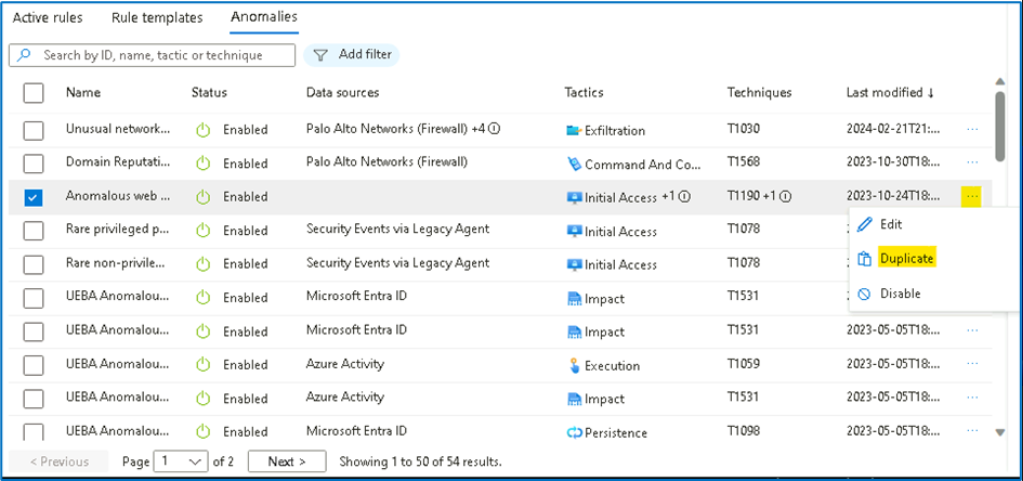 Active rules Rule templates Anomalies
Search by ID, name, tactic or technique Add filter
Name Status Data sources Tactics Techniques Last modified ↓
Unusual network... Enabled Palo Alto Networks (Firewall) +4 Exfiltration T1030 2024-02-21T21:... ...
Domain Reputati... Enabled Palo Alto Networks (Firewall) Command And Co... T1568 2023-10-30T18:... ...
Anomalous web ... Enabled Initial Access +1 T1190 +1 2023-10-24T18:... ...
Rare privileged p... Enabled Security Events via Legacy Agent Initial Access T1078
Edit
Duplicate
Disable
Rare non-privile... Enabled Security Events via Legacy Agent Initial Access T1078
UEBA Anomalou... Enabled Microsoft Entra ID Impact T1531
UEBA Anomalou... Enabled Microsoft Entra ID Impact T1531 2023-05-05T18:... ...
UEBA Anomalou... Enabled Azure Activity Execution T1059 2023-05-05T18:... ...
UEBA Anomalou... Enabled Azure Activity Impact T1531 2023-05-05T18:... ...
UEBA Anomalou... Enabled Microsoft Entra ID Persistence T1098 2023-05-05T18:... ...
< Previous Page 1 of 2 Next > Showing 1 to 50 of 54 results.